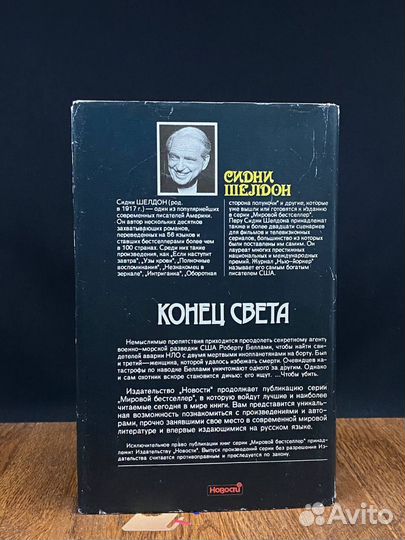 СИДНИ
ШЕЛДОН
Сидни ШЕЛДОН (род.
в 1917 г.) — один из популярнейших
современных писателей Америки.
Он автор нескольких десятков
захватывающих романов,
переведённых на 66 языков и
ставших бестселлерами более чем
в 100 странах. Среди них такие
произведения, как „Если наступит
завтра", „Узы крови", „Полночные
воспоминания", „Незнакомец в
зеркале", „Интриганка", „Оборотная
сторона полуночи" и другие, которые
уже вышли или готовятся к изданию
в серии „Мировой бестселлер".
Перу Сидни Шелдона принадлежат
также и более двадцати сценариев
для фильмов и телевизионных
сериалов, большинство из которых
были поставлены им самим. Он
лауреат многих престижных
национальных и международных
премий. Журнал „Нью-йоркер"
называет его самым богатым
писателем США.
КОНЕЦ СВЕТА
Немыслимые препятствия приходится преодолеть секретному агенту
военно-морской разведки США Роберту Беллами, чтобы найти сви-
детелей аварии НЛО с двумя мертвыми инопланетянами на борту. Был
и третий—женщина, которой удалось избежать смерти. Очевидцев ка-
тастрофы по наводке Беллами уничтожают одного за другим. Однако
и сам охотник вскоре становится дичью: его ищут. ...Чтобы убить.
Издательство „Новости" продолжает публикацию серии
„Мировой бестселлер", в которую войдут лучшие и наиболее
читаемые сегодня в мире книги. Вам представится уникаль-
ная возможность познакомиться с произведениями и авто-
рами, прочно занявшими свое место в современной мировой
литературе и впервые издающимися на русском языке.
Исключительное право публикации книг серии „Мировой бестселлер" принад-
лежит Издательству „Новости". Выпуск произведений серии без разрешения Из-
дательства считается противоправным и преследуется по закону.
Новости
Avito